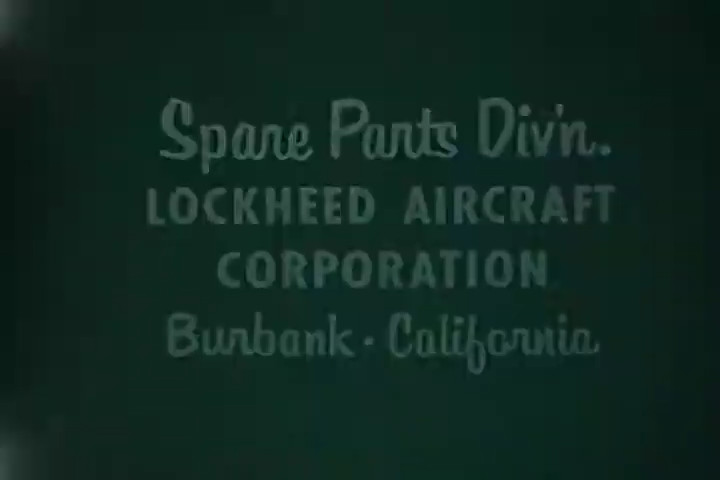 Spare Parts Div'n.
LOCKHEED AIRCRAFT
CORPORATION
Burbank · California